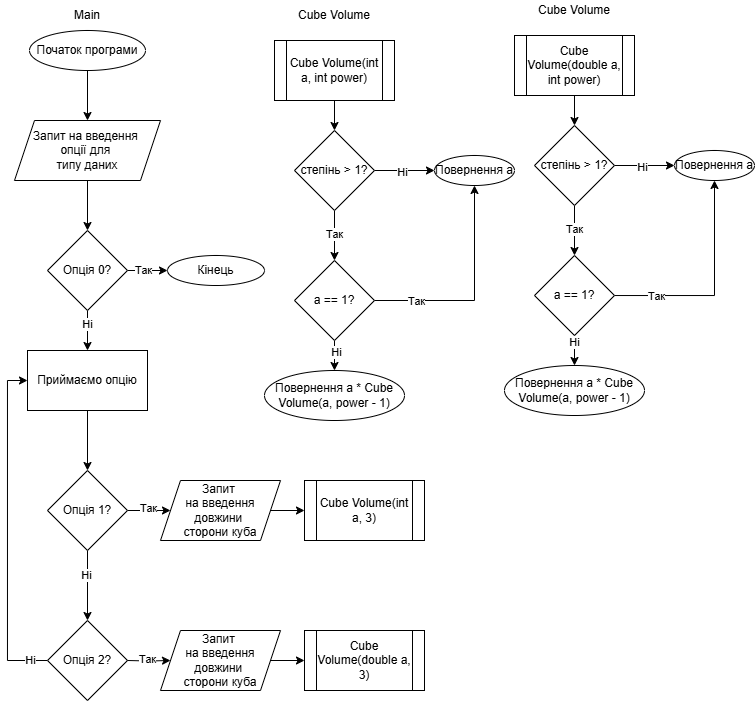 Main
Початок програми
Запит на введення
опції для
типу даних
Опція 0?
Так
Кінець
Ні
Приймаємо опцію
Опція 1?
Так
Запит
на введення
довжини
сторони куба
Cube Volume(int
a, 3)
Ні
Опція 2?
Ні
Так
Запит
на введення
довжини
сторони куба
Cube
Volume(double a,
3)
Cube Volume
Cube Volume(int
a, int power)
степінь > 1?
Ні
Повернення a
Так
a == 1?
Так
Ні
Повернення a * Cube
Volume(a, power - 1)
Cube Volume
Cube
Volume(double a,
int power)
степінь > 1?
Ні
Повернення a
Так
a == 1?
Так
Ні
Повернення a * Cube
Volume(a, power - 1)